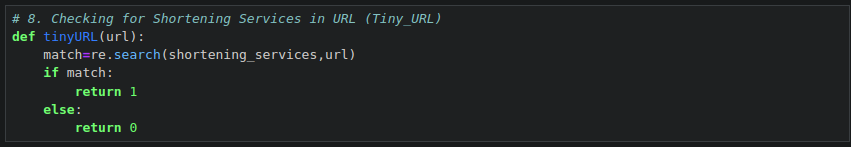 # 8. Checking for Shortening Services in URL (Tiny_URL)
def tinyURL(url):
    match=re.search(shortening_services,url)
    if match:
        return 1
    else:
        return 0